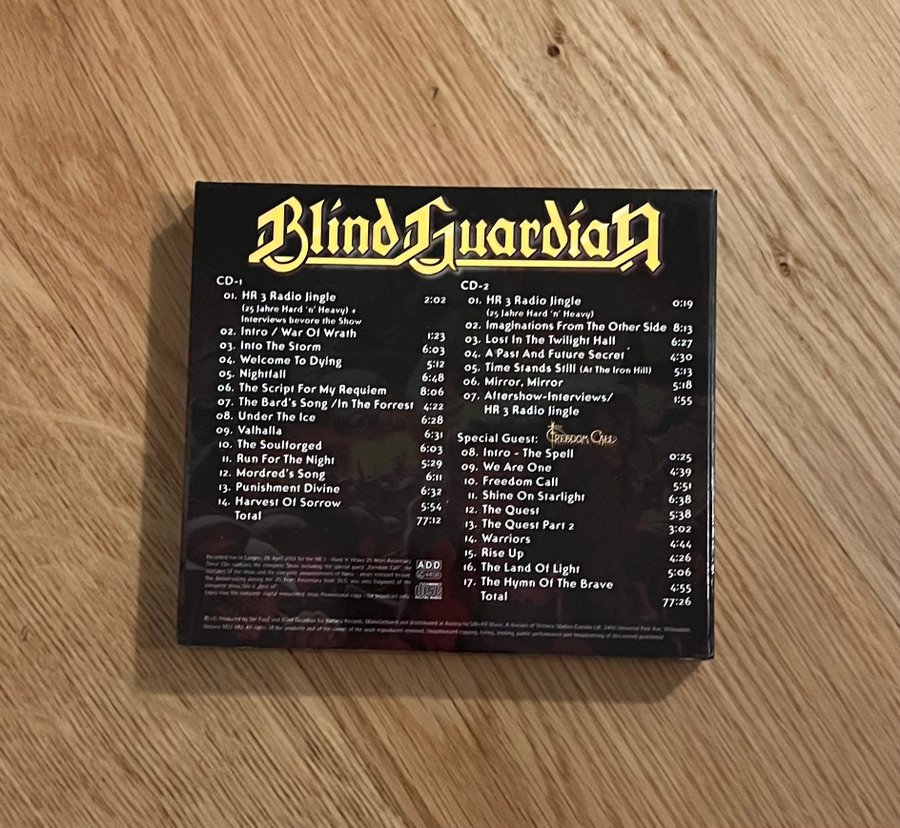 Blind Guardian
CD-1
01. HR 3 Radio Jingle 2:02
(25 Jahre Hard 'n' Heavy) +
Interviews bevore the Show
02. Intro / War Of Wrath 1:23
03. Into The Storm 6:03
04. Welcome To Dying 5:12
05. Nightfall 6:48
06. The Script For My Requiem 8:06
07. The Bard's Song /In The Forrest 4:22
08. Under The Ice 6:28
09. Valhalla 6:31
10. The Soulforged 6:03
11. Run For The Night 5:29
12. Mordred's Song 6:11
13. Punishment Divine 6:32
14. Harvest Of Sorrow 5:54
Total 77:12
CD-2
01. HR 3 Radio Jingle 0:19
(25 Jahre Hard 'n' Heavy)
02. Imaginations From The Other Side 8:13
03. Lost In The Twilight Hall 6:27
04. A Past And Future Secret 4:30
05. Time Stands Still (At The Iron Hill) 5:13
06. Mirror, Mirror 5:18
07. Aftershow-Interviews/ 1:55
HR 3 Radio Jingle
Special Guest: Freedom Call
08. Intro - The Spell 0:25
09. We Are One 4:39
10. Freedom Call 5:51
11. Shine On Starlight 6:38
12. The Quest 5:38
13. The Quest Part 2 3:02
14. Warriors 4:44
15. Rise Up 4:26
16. The Land Of Light 5:06
17. The Hymn Of The Brave 4:55
Total 77:26
ADD